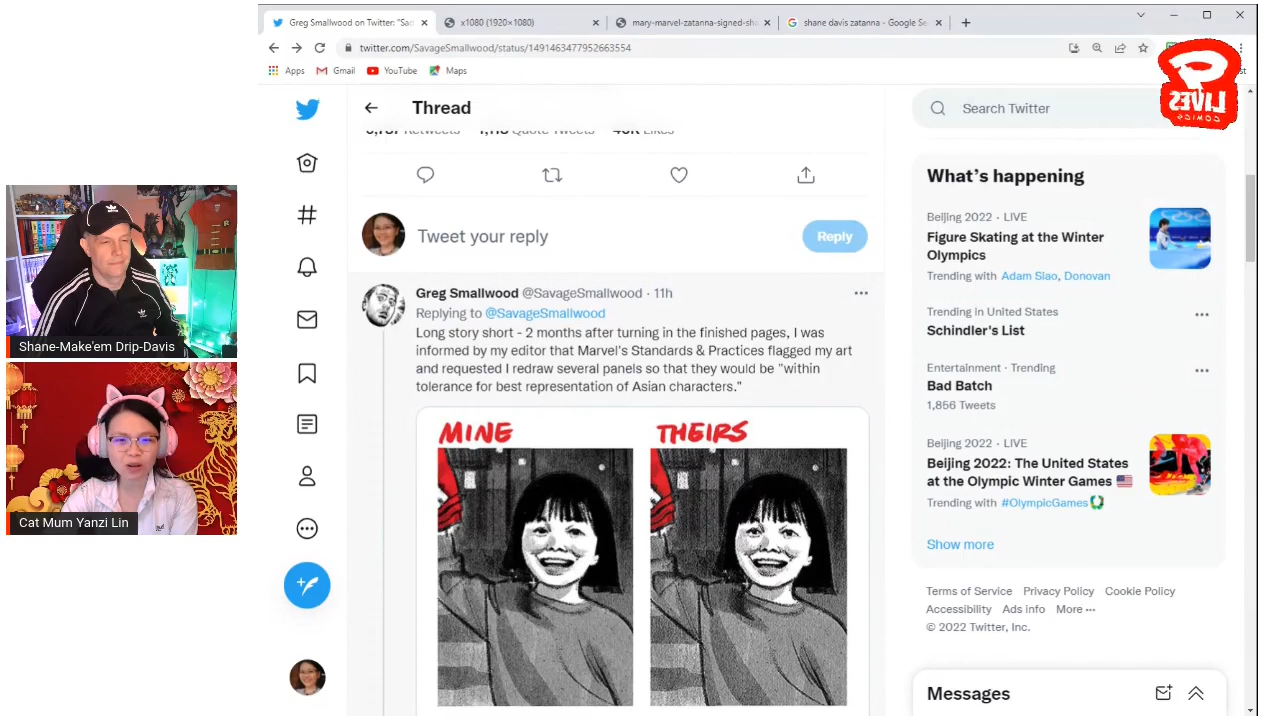 Greg Smallwood on Twitter: "Sad
x1080 (1920×1080)
mary-marvel-zatanna-signed-sho
shane davis zatanna - Google Se
twitter.com/SavageSmallwood/status/1491463477952663554
Apps
Gmail
YouTube
Maps
LIVES
COMICS
Thread
Retweets
Quote Tweets
Likes
Search Twitter
Tweet your reply
Reply
What's happening
Beijing 2022 · LIVE
Figure Skating at the Winter
Olympics
Trending with Adam Siao, Donovan
Trending in United States
Schindler's List
Entertainment · Trending
Bad Batch
1,856 Tweets
Beijing 2022 · LIVE
Beijing 2022: The United States
at the Olympic Winter Games
Trending with #OlympicGames
Show more
Greg Smallwood @SavageSmallwood · 11h
Replying to @SavageSmallwood
Long story short - 2 months after turning in the finished pages, I was
informed by my editor that Marvel's Standards & Practices flagged my art
and requested I redraw several panels so that they would be "within
tolerance for best representation of Asian characters."
MINE
THEIRS
Shane-Make'em Drip-Davis
Cat Mum Yanzi Lin
Terms of Service Privacy Policy Cookie Policy
Accessibility Ads info More
© 2022 Twitter, Inc.
Messages